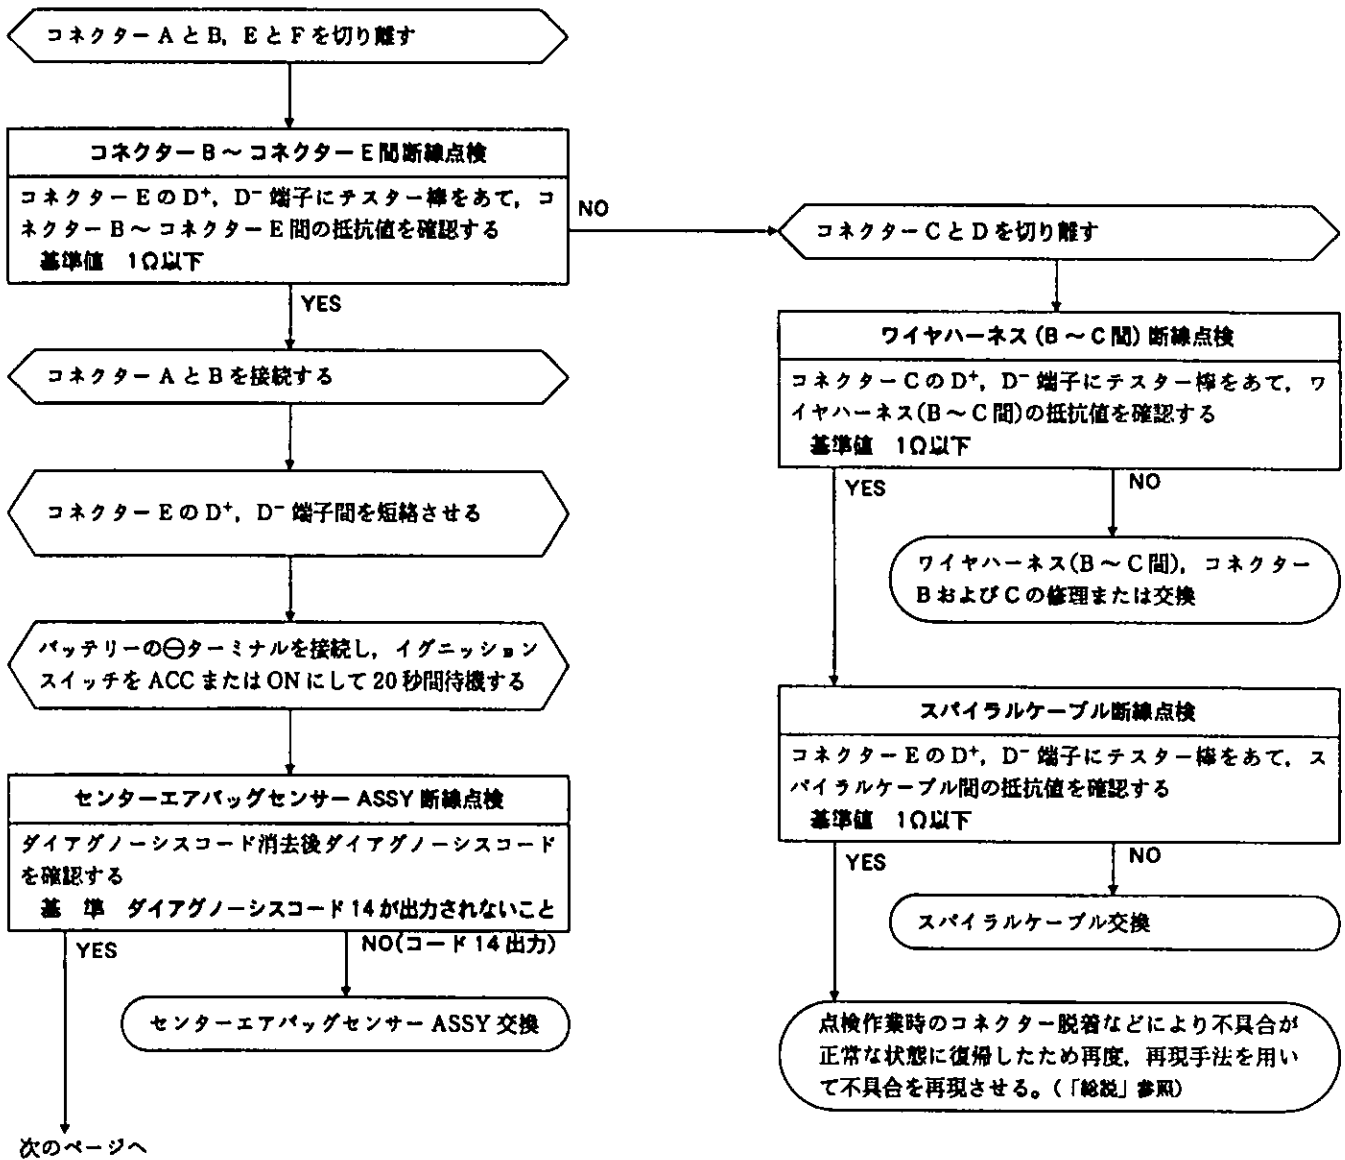 コネクターAとB，EとFを切り離す
コネクターB～コネクターE間断線点検
コネクターEのD⁺，D⁻端子にテスター棒をあて，コ
ネクターB～コネクターE間の抵抗値を確認する
基準値 1Ω以下
NO
YES
コネクターAとBを接続する
コネクターEのD⁺，D⁻端子間を短絡させる
バッテリーの⊖ターミナルを接続し，イグニッション
スイッチをACCまたはONにして20秒間待機する
センターエアバッグセンサーASSY断線点検
ダイアグノーシスコード消去後ダイアグノーシスコード
を確認する
基 準 ダイアグノーシスコード14が出力されないこと
YES
NO(コード14出力)
センターエアバッグセンサーASSY交換
次のページへ
コネクターCとDを切り離す
ワイヤハーネス(B～C間)断線点検
コネクターCのD⁺，D⁻端子にテスター棒をあて，ワ
イヤハーネス(B～C間)の抵抗値を確認する
基準値 1Ω以下
YES
NO
ワイヤハーネス(B～C間)，コネクター
BおよびCの修理または交換
スパイラルケーブル断線点検
コネクターEのD⁺，D⁻端子にテスター棒をあて，ス
パイラルケーブル間の抵抗値を確認する
基準値 1Ω以下
YES
NO
スパイラルケーブル交換
点検作業時のコネクター脱着などにより不具合が
正常な状態に復帰したため再度，再現手法を用い
て不具合を再現させる。(「総説」参照)